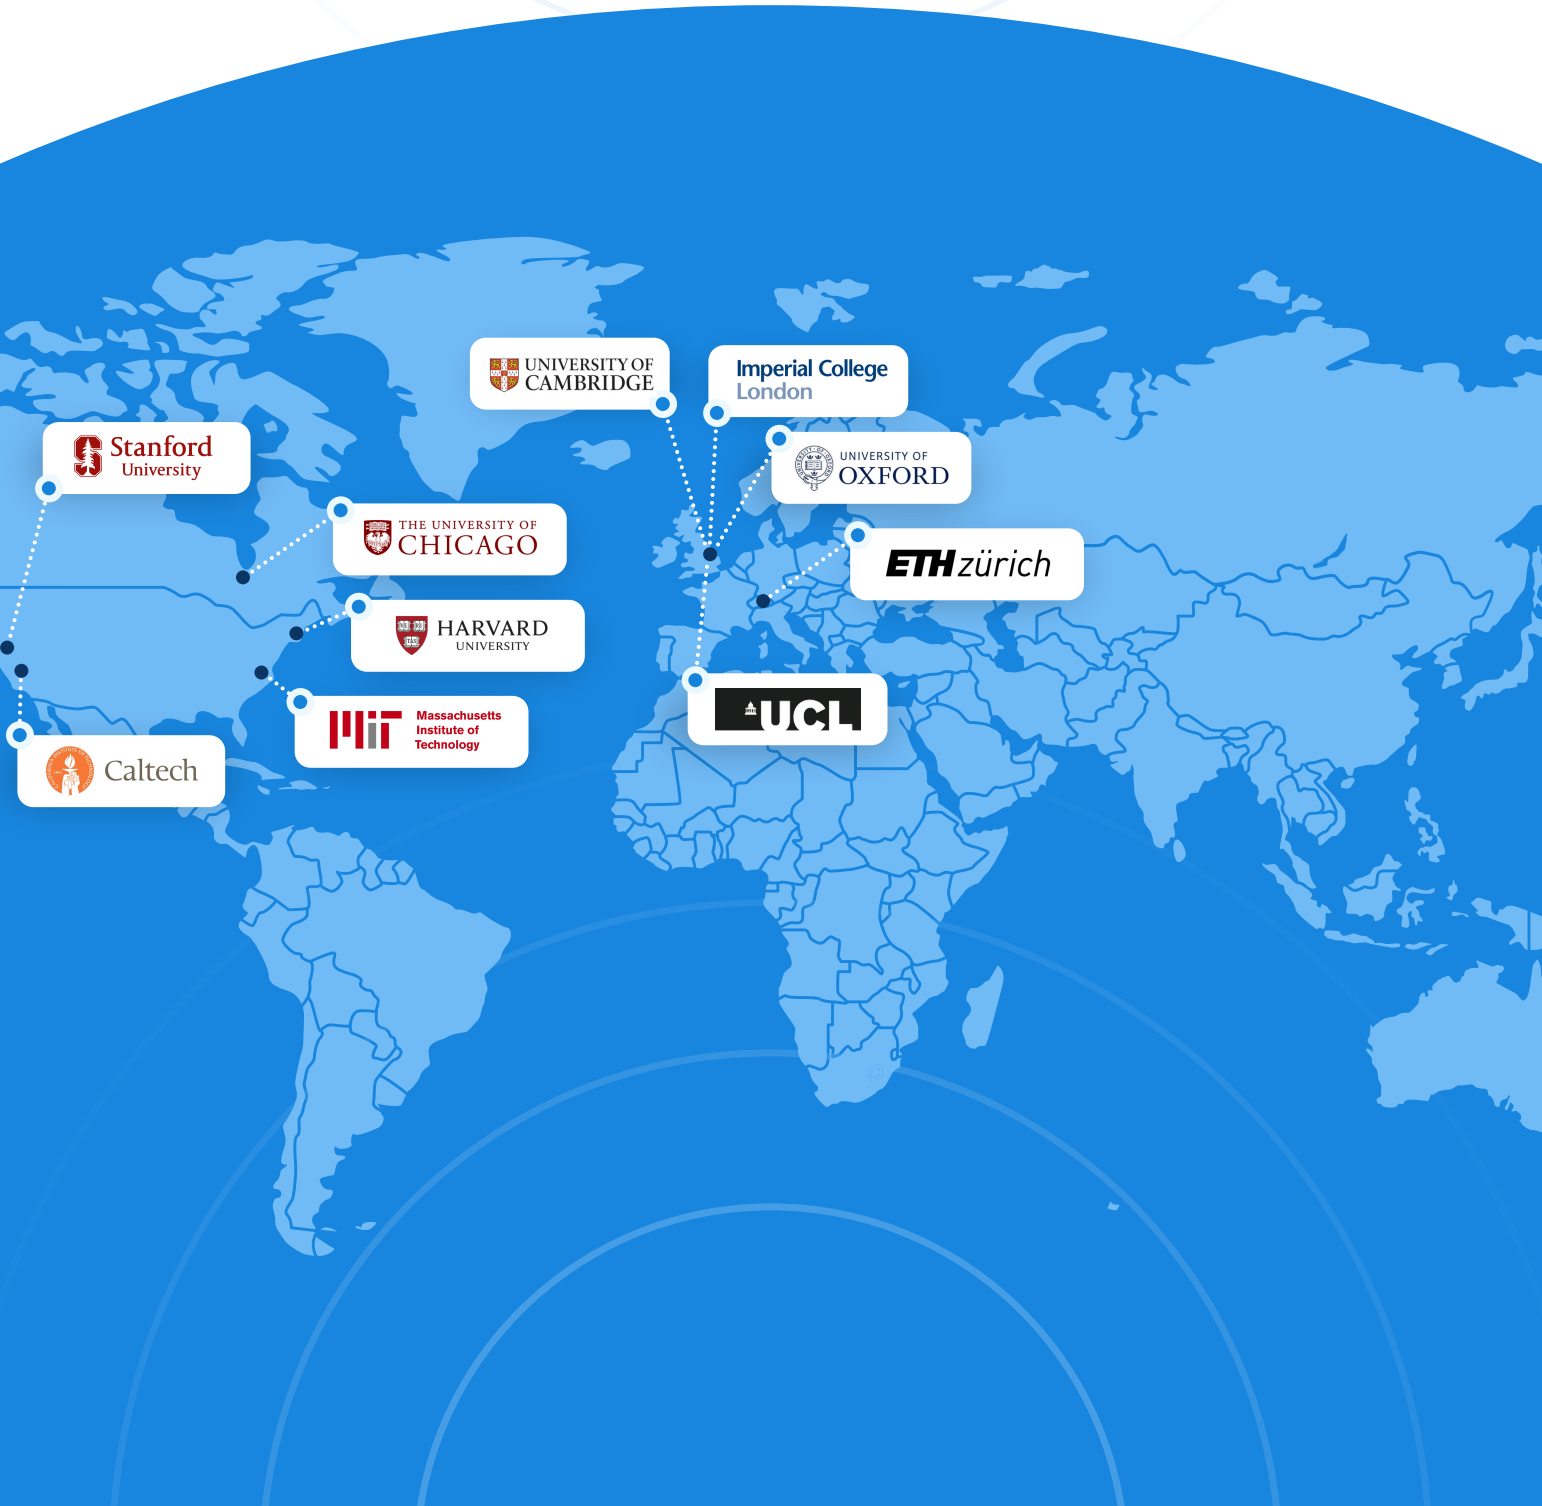 UNIVERSITY OF
CAMBRIDGE
Imperial College
London
Stanford
University
UNIVERSITY OF
OXFORD
THE UNIVERSITY OF
CHICAGO
ETH zürich
HARVARD
UNIVERSITY
UCL
Massachusetts
Institute of
Technology
Caltech